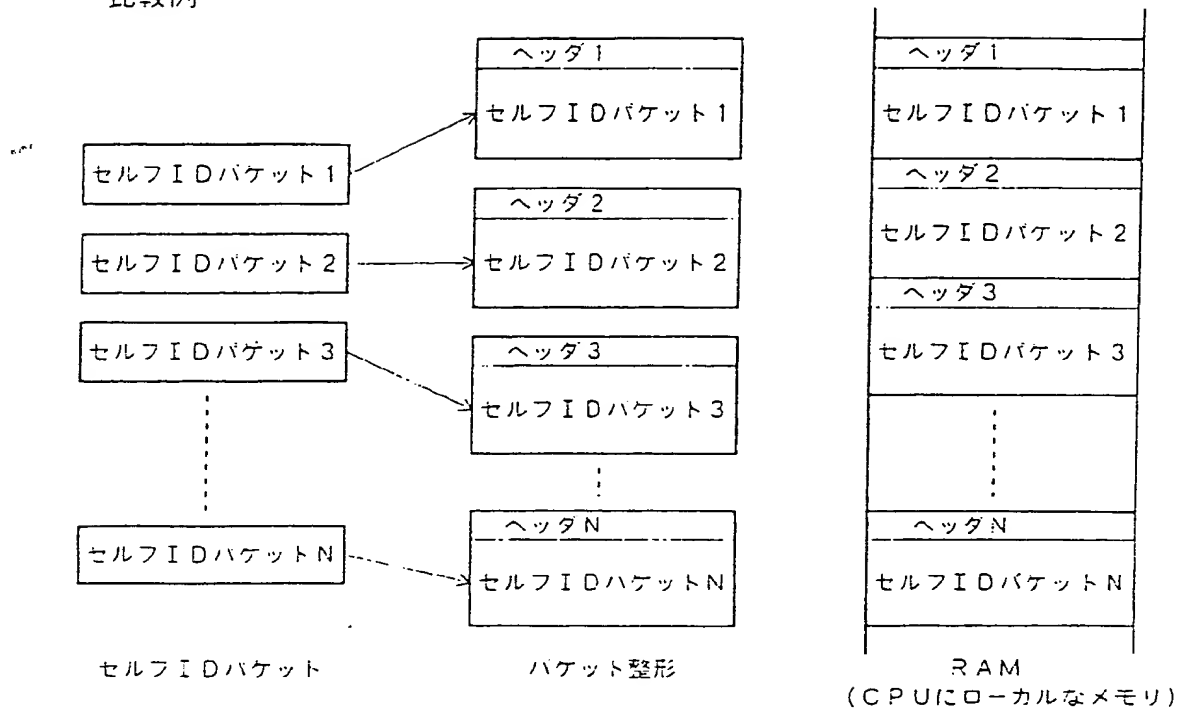 比較例
ヘッダ1
セルフIDパケット1
ヘッダ2
セルフIDパケット2
ヘッダ3
セルフIDパケット3
ヘッダN
セルフIDパケットN
セルフIDパケット1
セルフIDパケット2
セルフIDパケット3
セルフIDパケットN
ヘッダ1
セルフIDパケット1
ヘッダ2
セルフIDパケット2
ヘッダ3
セルフIDパケット3
ヘッダN
セルフIDパケットN
セルフIDパケット
パケット整形
RAM
(CPUにローカルなメモリ)